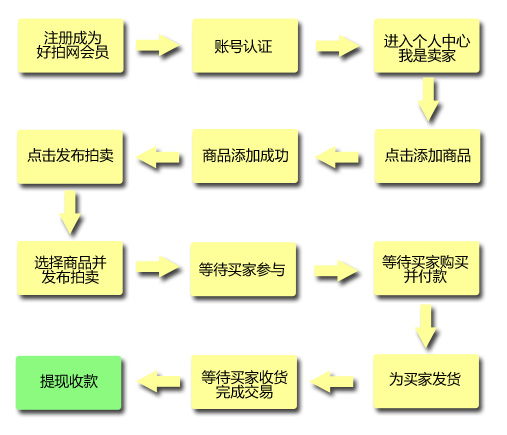 注册成为
好拍网会员
账号认证
进入个人中心
我是卖家
点击添加商品
商品添加成功
点击发布拍卖
选择商品并
发布拍卖
等待买家参与
等待买家购买
并付款
为买家发货
等待买家收货
完成交易
提现收款